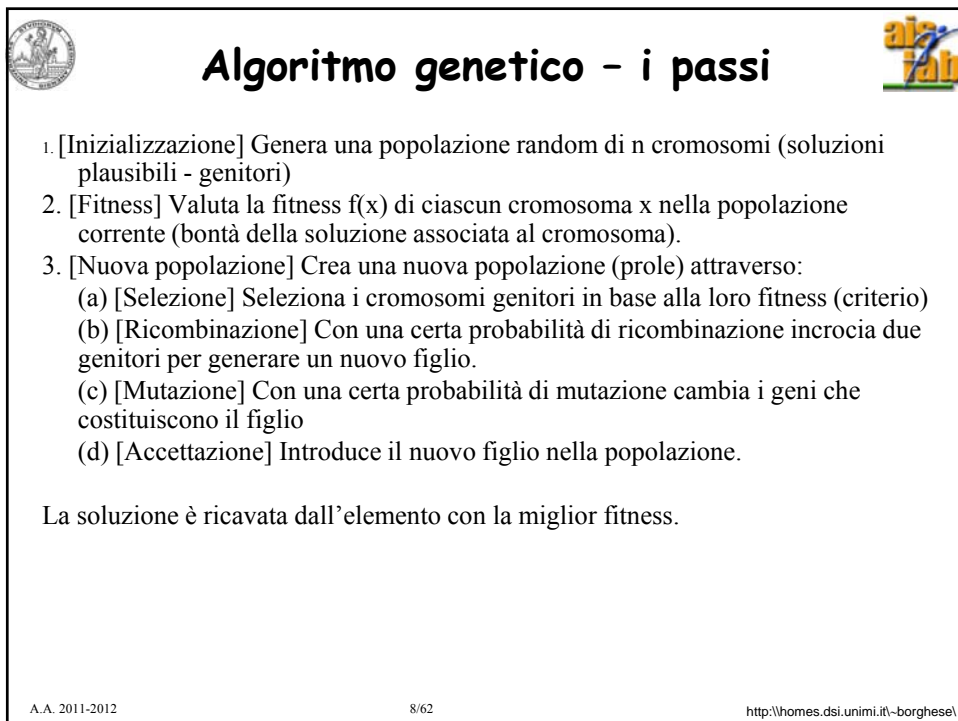 Algoritmo genetico – i passi
ais
lab
1. [Inizializzazione] Genera una popolazione random di n cromosomi (soluzioni
plausibili - genitori)
2. [Fitness] Valuta la fitness f(x) di ciascun cromosoma x nella popolazione
corrente (bontà della soluzione associata al cromosoma).
3. [Nuova popolazione] Crea una nuova popolazione (prole) attraverso:
(a) [Selezione] Seleziona i cromosomi genitori in base alla loro fitness (criterio)
(b) [Ricombinazione] Con una certa probabilità di ricombinazione incrocia due
genitori per generare un nuovo figlio.
(c) [Mutazione] Con una certa probabilità di mutazione cambia i geni che
costituiscono il figlio
(d) [Accettazione] Introduce il nuovo figlio nella popolazione.
La soluzione è ricavata dall’elemento con la miglior fitness.
A.A. 2011-2012 8/62 http:\\homes.dsi.unimi.it\~borghese\